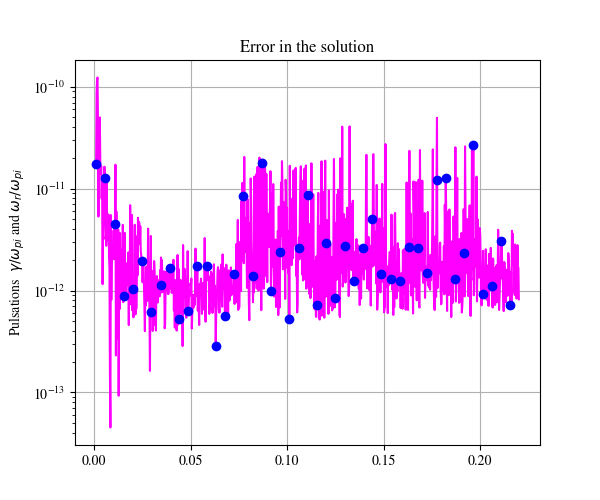 Error in the solution
10⁻¹⁰
10⁻¹¹
10⁻¹²
10⁻¹³
Pulsations γ/ω_pi and ω_r/ω_pi
0.00 0.05 0.10 0.15 0.20